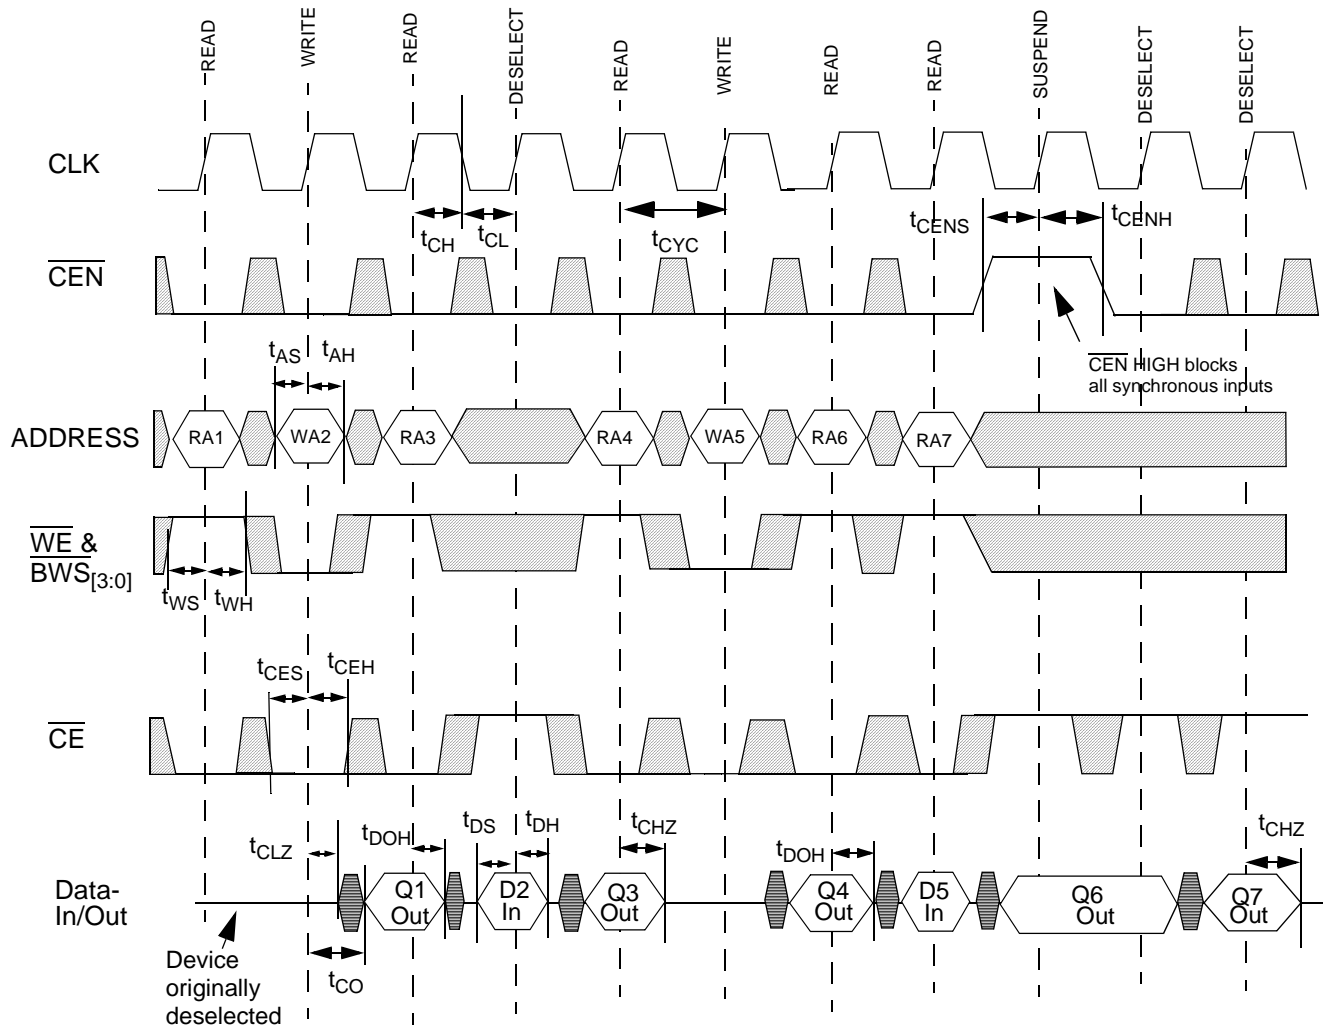 READ
WRITE
READ
DESELECT
READ
WRITE
READ
READ
SUSPEND
DESELECT
DESELECT
CLK
tCH
tCL
tCYC
tCENS
tCENH
CEN
CEN HIGH blocks
all synchronous inputs
tAS
tAH
ADDRESS
RA1
WA2
RA3
RA4
WA5
RA6
RA7
WE &
BWS[3:0]
tWS
tWH
tCES
tCEH
CE
tCLZ
tDOH
tDS
tDH
tCHZ
tDOH
tCHZ
Data-
In/Out
Q1
Out
D2
In
Q3
Out
Q4
Out
D5
In
Q6
Out
Q7
Out
tCO
Device
originally
deselected